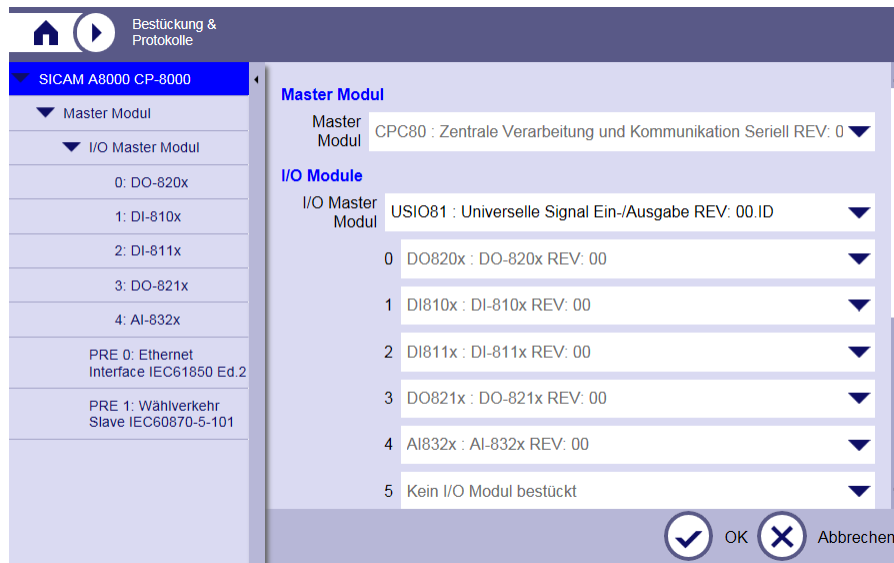 Bestückung &
Protokolle
SICAM A8000 CP-8000
Master Modul
I/O Master Modul
0: DO-820x
1: DI-810x
2: DI-811x
3: DO-821x
4: AI-832x
PRE 0: Ethernet
Interface IEC61850 Ed.2
PRE 1: Wählverkehr
Slave IEC60870-5-101
Master Modul
Master
Modul
CPC80 : Zentrale Verarbeitung und Kommunikation Seriell REV: 0
I/O Module
I/O Master
Modul
USIO81 : Universelle Signal Ein-/Ausgabe REV: 00.ID
0 DO820x : DO-820x REV: 00
1 DI810x : DI-810x REV: 00
2 DI811x : DI-811x REV: 00
3 DO821x : DO-821x REV: 00
4 AI832x : AI-832x REV: 00
5 Kein I/O Modul bestückt
OK Abbrechen